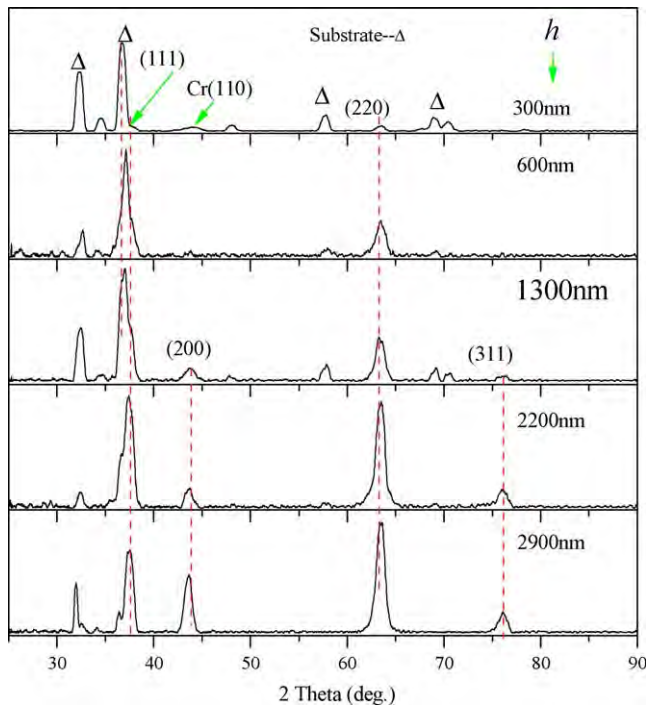 Δ Δ (111) Substrate--Δ h
Cr(110) Δ (220) Δ 300nm
600nm
1300nm
(200) (311)
2200nm
2900nm
30 40 50 60 70 80 90
2 Theta (deg.)